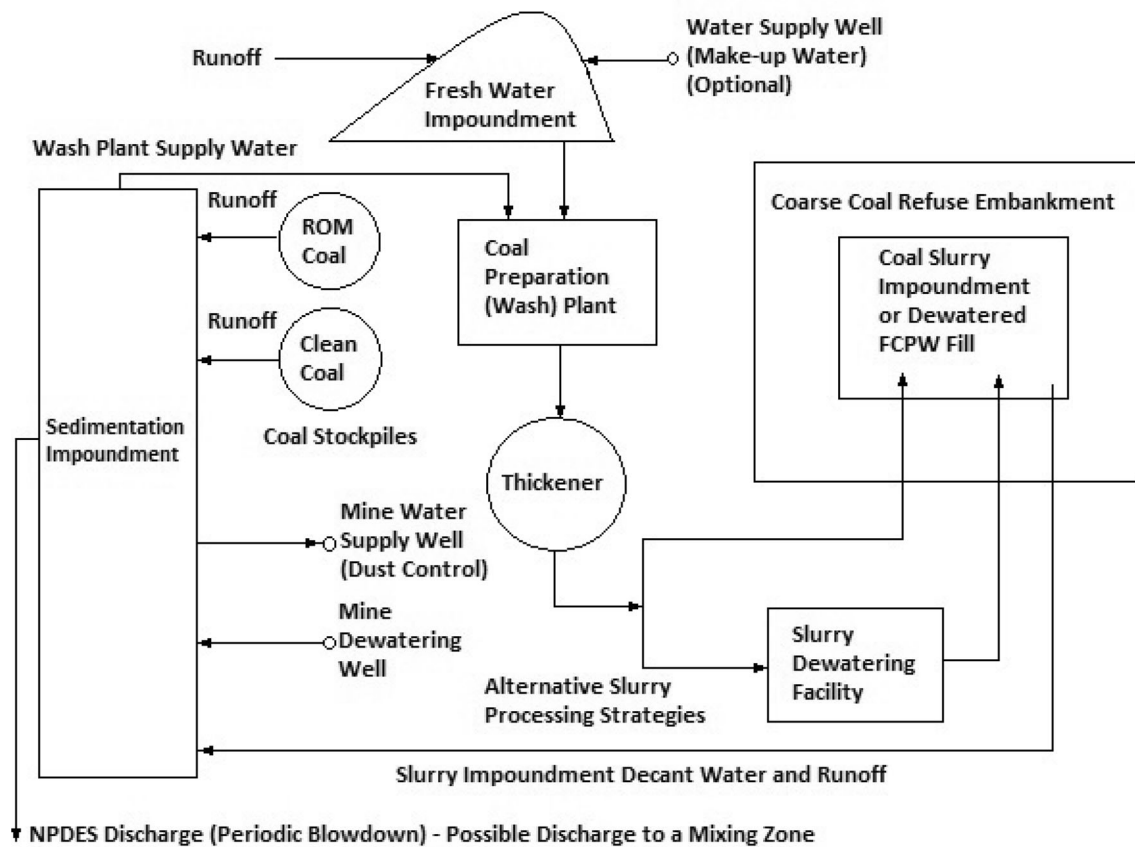 Runoff
Fresh Water
Impoundment
Water Supply Well
(Make-up Water)
(Optional)
Wash Plant Supply Water
Runoff
ROM
Coal
Runoff
Clean
Coal
Coal Stockpiles
Sedimentation
Impoundment
Coal
Preparation
(Wash) Plant
Coarse Coal Refuse Embankment
Coal Slurry
Impoundment
or Dewatered
FCPW Fill
Thickener
Mine Water
Supply Well
(Dust Control)
Mine
Dewatering
Well
Slurry
Dewatering
Facility
Alternative Slurry
Processing Strategies
Slurry Impoundment Decant Water and Runoff
NPDES Discharge (Periodic Blowdown) - Possible Discharge to a Mixing Zone